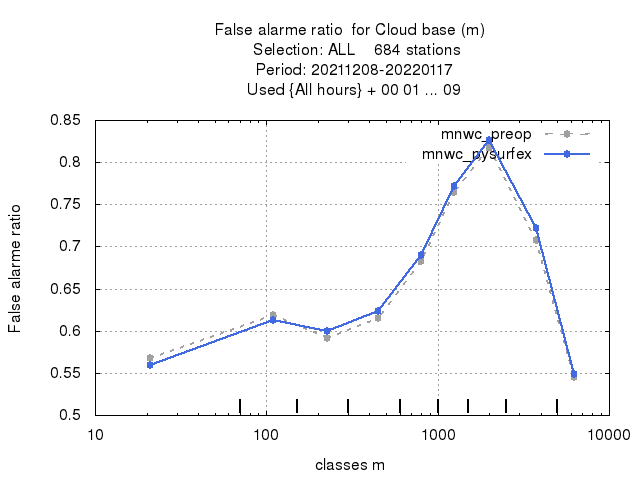 False alarme ratio  for Cloud base (m)
Selection: ALL    684 stations
Period: 20211208-20220117
Used {All hours} + 00 01 ... 09
mnwc_preop
mnwc_pysurfex
0.85
0.8
0.75
0.7
0.65
0.6
0.55
0.5
False alarme ratio
10
100
1000
10000
classes m